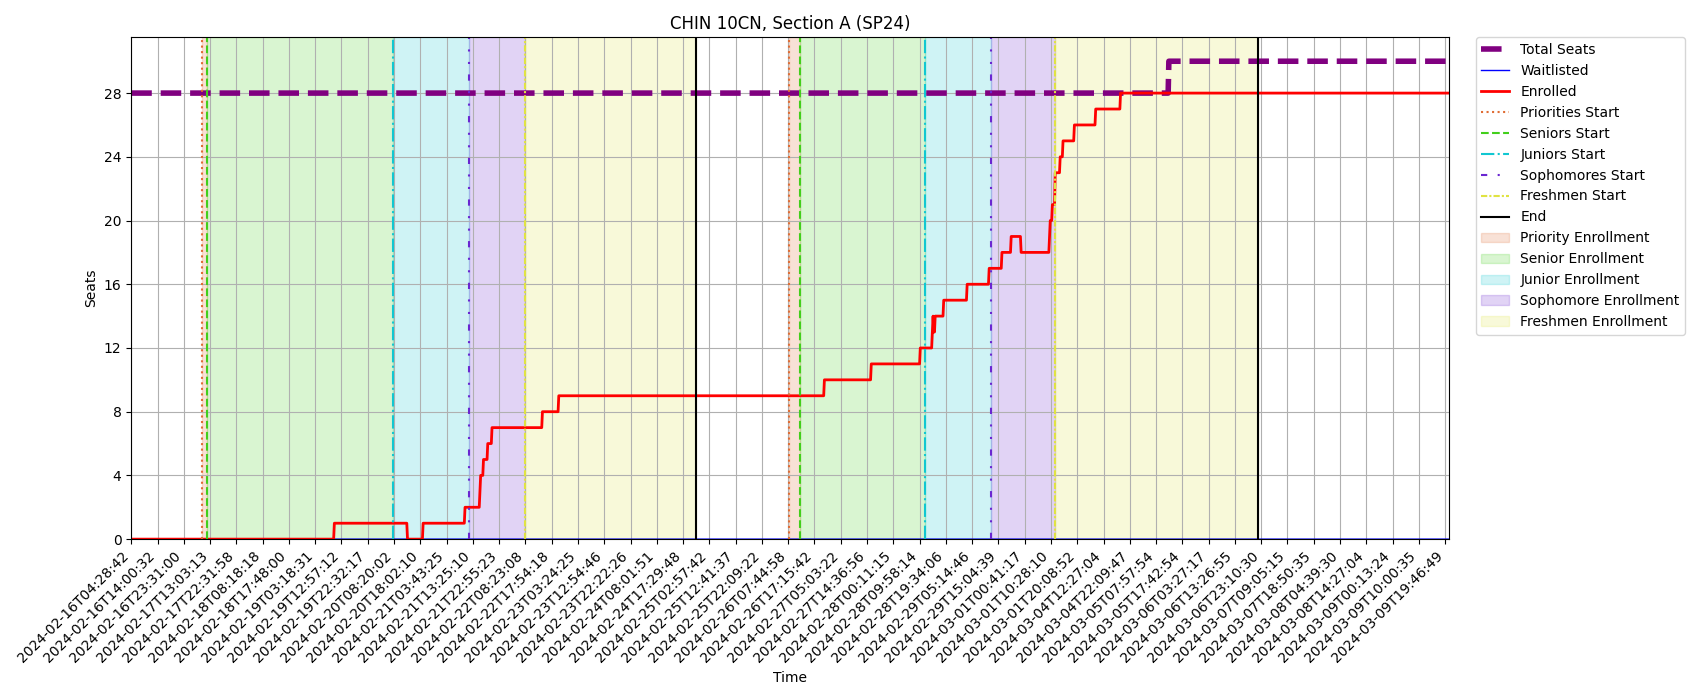 CHIN 10CN, Section A (SP24)
Seats
28
24
20
16
12
8
4
0
2024-02-16T04:28:42
2024-02-16T14:00:32
2024-02-16T23:31:00
2024-02-17T13:03:13
2024-02-17T22:31:58
2024-02-18T08:18:18
2024-02-18T17:48:00
2024-02-19T03:18:31
2024-02-19T12:57:12
2024-02-19T22:32:17
2024-02-20T08:20:02
2024-02-20T18:02:10
2024-02-21T03:43:25
2024-02-21T13:25:10
2024-02-21T22:55:23
2024-02-22T08:23:08
2024-02-22T17:54:18
2024-02-23T03:24:25
2024-02-23T12:54:46
2024-02-23T22:22:26
2024-02-24T08:01:51
2024-02-24T17:29:48
2024-02-25T02:57:42
2024-02-25T12:41:37
2024-02-25T22:09:22
2024-02-26T07:44:58
2024-02-26T17:15:42
2024-02-27T05:03:22
2024-02-27T14:36:56
2024-02-28T00:11:15
2024-02-28T09:58:14
2024-02-28T19:34:06
2024-02-29T05:14:46
2024-02-29T15:04:39
2024-03-01T00:41:17
2024-03-01T10:28:10
2024-03-01T20:08:52
2024-03-04T12:27:04
2024-03-04T22:09:47
2024-03-05T07:57:54
2024-03-05T17:42:54
2024-03-06T03:27:17
2024-03-06T13:26:55
2024-03-06T23:10:30
2024-03-07T09:05:15
2024-03-07T18:50:35
2024-03-08T04:39:30
2024-03-08T14:27:04
2024-03-09T00:13:24
2024-03-09T10:00:35
2024-03-09T19:46:49
Time
Total Seats
Waitlisted
Enrolled
Priorities Start
Seniors Start
Juniors Start
Sophomores Start
Freshmen Start
End
Priority Enrollment
Senior Enrollment
Junior Enrollment
Sophomore Enrollment
Freshmen Enrollment